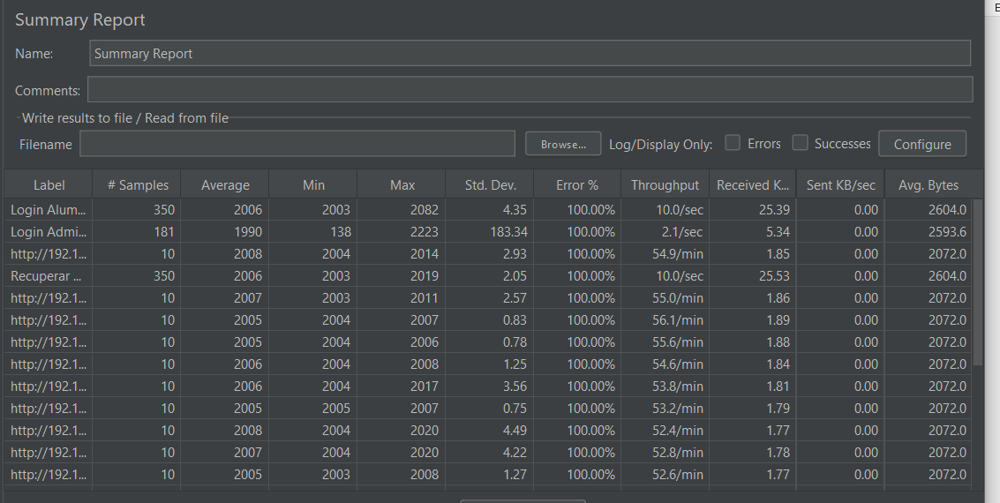 E
Summary Report
Name: Summary Report
Comments:
Write results to file / Read from file
Filename Browse... Log/Display Only: Errors Successes Configure
Label # Samples Average Min Max Std. Dev. Error % Throughput Received K... Sent KB/sec Avg. Bytes
Login Alum... 350 2006 2003 2082 4.35 100.00% 10.0/sec 25.39 0.00 2604.0
Login Admi... 181 1990 138 2223 183.34 100.00% 2.1/sec 5.34 0.00 2593.6
http://192.1... 10 2008 2004 2014 2.93 100.00% 54.9/min 1.85 0.00 2072.0
Recuperar ... 350 2006 2003 2019 2.05 100.00% 10.0/sec 25.53 0.00 2604.0
http://192.1... 10 2007 2003 2011 2.57 100.00% 55.0/min 1.86 0.00 2072.0
http://192.1... 10 2005 2004 2007 0.83 100.00% 56.1/min 1.89 0.00 2072.0
http://192.1... 10 2005 2004 2006 0.78 100.00% 55.6/min 1.88 0.00 2072.0
http://192.1... 10 2006 2004 2008 1.25 100.00% 54.6/min 1.84 0.00 2072.0
http://192.1... 10 2006 2004 2017 3.56 100.00% 53.8/min 1.81 0.00 2072.0
http://192.1... 10 2005 2005 2007 0.75 100.00% 53.2/min 1.79 0.00 2072.0
http://192.1... 10 2008 2004 2020 4.49 100.00% 52.4/min 1.77 0.00 2072.0
http://192.1... 10 2007 2004 2020 4.22 100.00% 52.8/min 1.78 0.00 2072.0
http://192.1... 10 2005 2003 2008 1.27 100.00% 52.6/min 1.77 0.00 2072.0